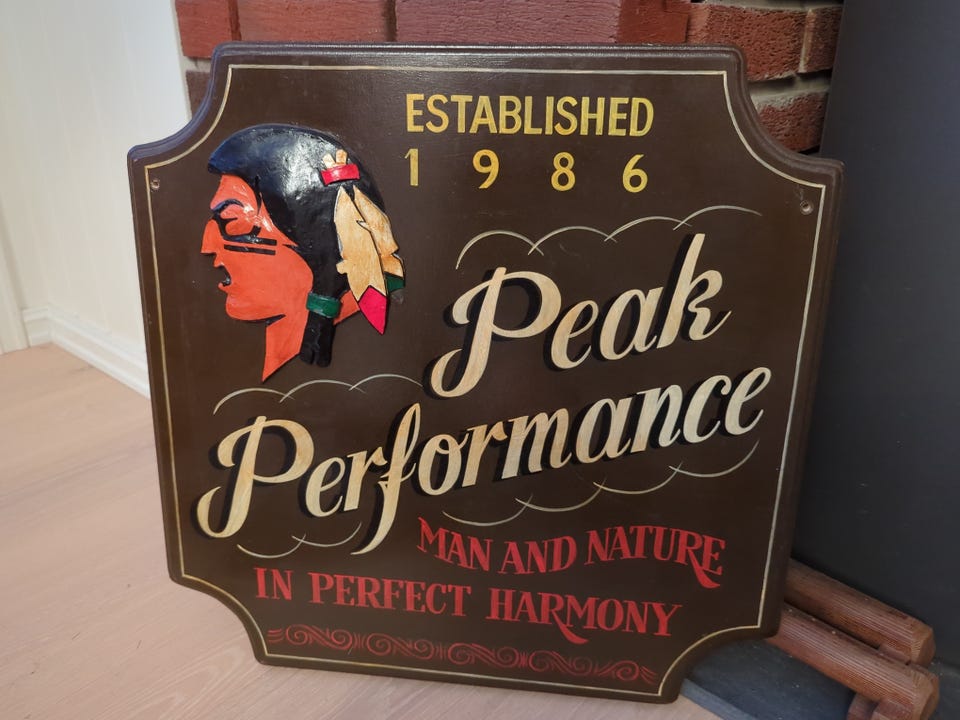 ESTABLISHED
1986
Peak
Performance
MAN AND NATURE
IN PERFECT HARMONY